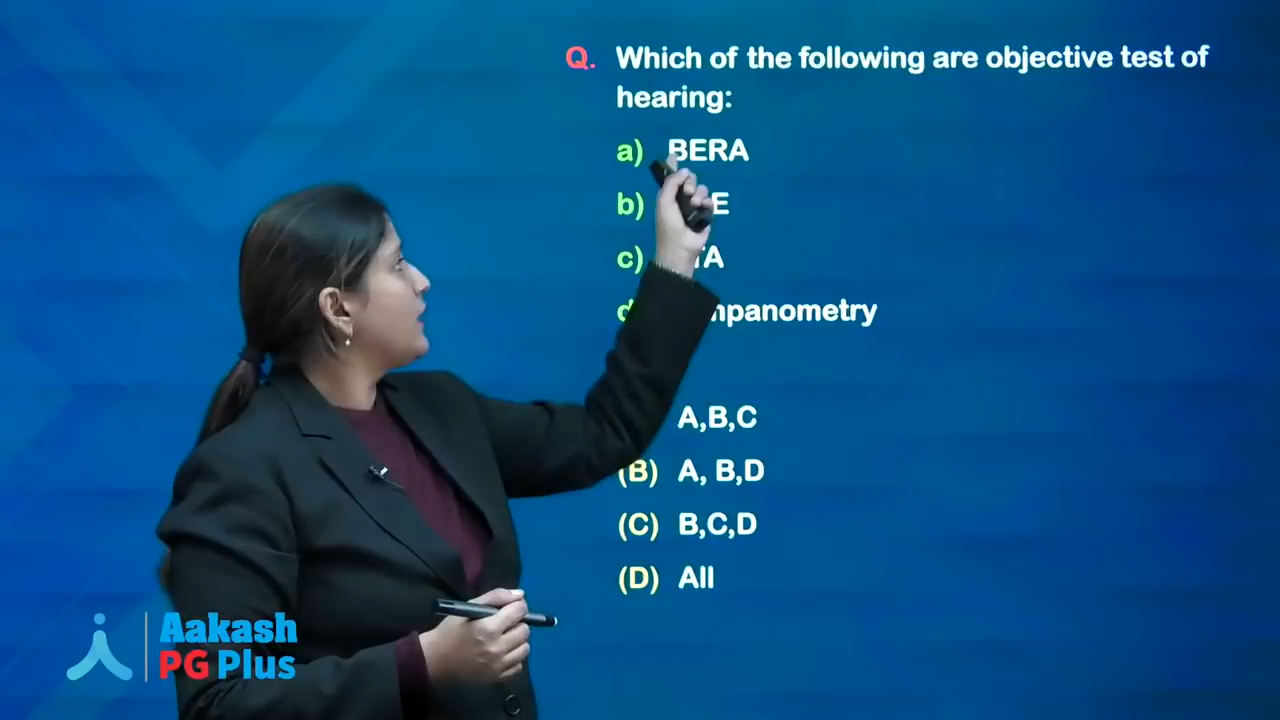 Q. Which of the following are objective test of
hearing:
a) BERA
b)
c)
A,B,C
(B) A, B,D
(C) B,C,D
(D) All
Aakash
PG Plus